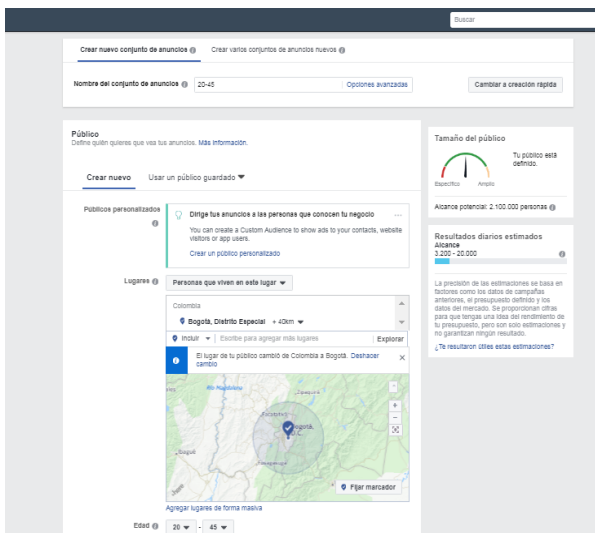 Buscar
Crear nuevo conjunto de anuncios
Crear varios conjuntos de anuncios nuevos
Nombre del conjunto de anuncios
20-45
Opciones avanzadas
Cambiar a creación rápida
Público
Define quién quieres que vea tus anuncios. Más información.
Crear nuevo
Usar un público guardado
Públicos personalizados
Dirige tus anuncios a las personas que conocen tu negocio
You can create a Custom Audience to show ads to your contacts, website
visitors or app users.
Crear un público personalizado
Lugares
Personas que viven en este lugar
Colombia
Bogotá, Distrito Especial + 40km
Incluir
Escribe para agregar más lugares
Explorar
El lugar de tu público cambió de Colombia a Bogotá. Deshacer
cambio
Río Magdalena
Zipaquirá
Facatativá
Bogotá,
D.C.
Ibagué
Fusagasugá
Fijar marcador
Agregar lugares de forma masiva
Edad
20 - 45
Tamaño del público
Tu público está
definido.
Específico
Amplio
Alcance potencial: 2.100.000 personas
Resultados diarios estimados
Alcance
3.200 - 20.000
La precisión de las estimaciones se basa en
factores como los datos de campañas
anteriores, el presupuesto definido y los
datos del mercado. Se proporcionan cifras
para que tengas una idea del rendimiento de
tu presupuesto, pero son solo estimaciones y
no garantizan ningún resultado.
¿Te resultaron útiles estas estimaciones?